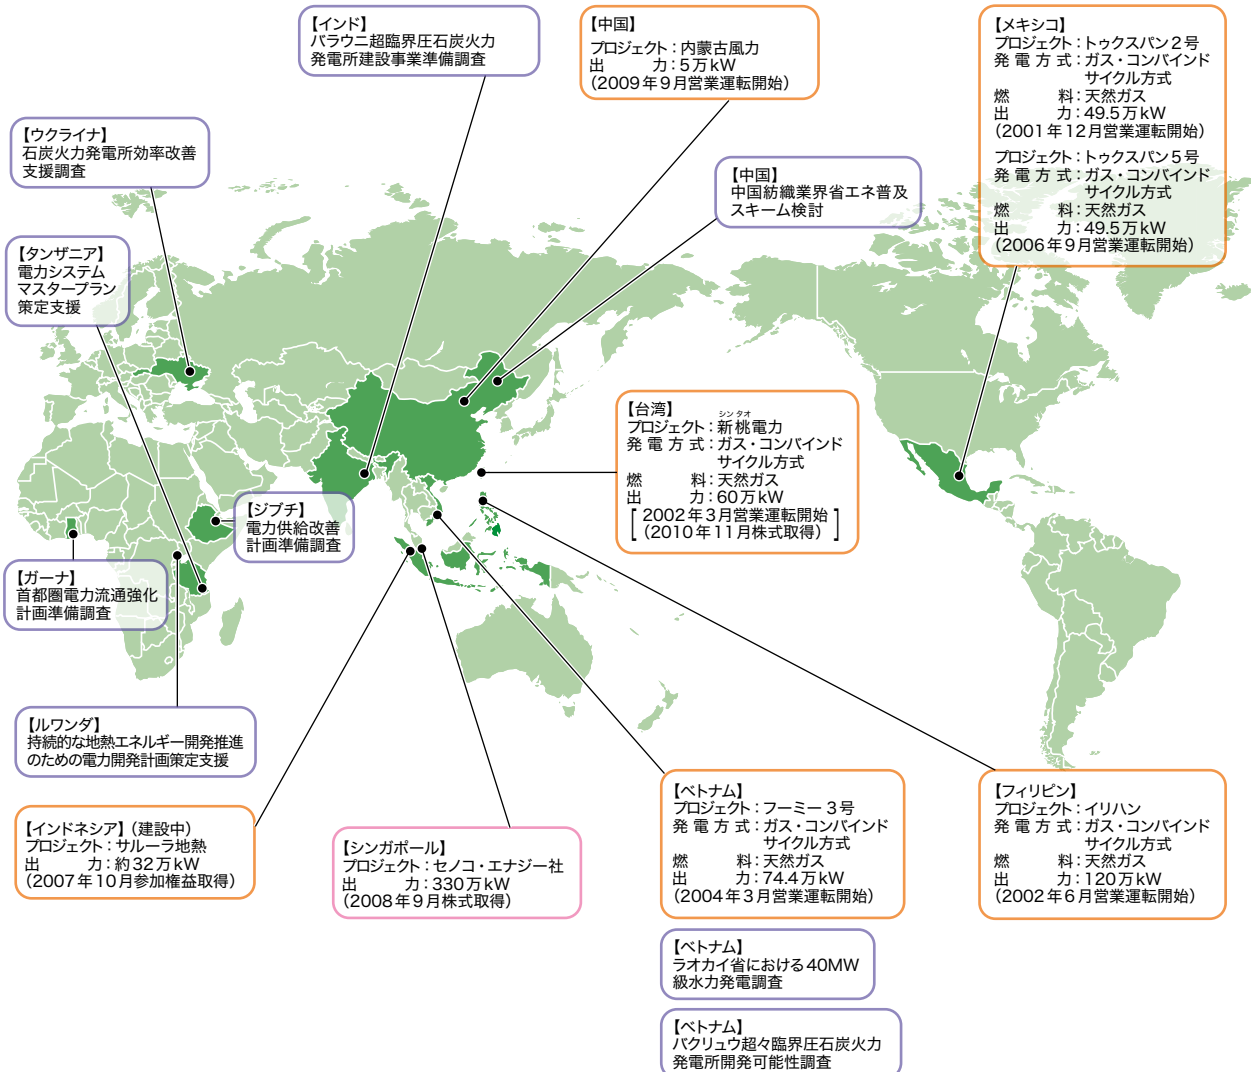 【インド】
バラウニ超臨界圧石炭火力
発電所建設事業準備調査
【中国】
プロジェクト：内蒙古風力
出　　力：5万kW
（2009年9月営業運転開始）
【メキシコ】
プロジェクト：トゥクスパン2号
発電方式：ガス・コンバインド
サイクル方式
燃　　料：天然ガス
出　　力：49.5万kW
（2001年12月営業運転開始）
プロジェクト：トゥクスパン5号
発電方式：ガス・コンバインド
サイクル方式
燃　　料：天然ガス
出　　力：49.5万kW
（2006年9月営業運転開始）
【ウクライナ】
石炭火力発電所効率改善
支援調査
【中国】
中国紡織業界省エネ普及
スキーム検討
【タンザニア】
電力システム
マスタープラン
策定支援
【台湾】
シンタオ
プロジェクト：新桃電力
発電方式：ガス・コンバインド
サイクル方式
燃　　料：天然ガス
出　　力：60万kW
[ 2002年3月営業運転開始
（2010年11月株式取得） ]
【ジブチ】
電力供給改善
計画準備調査
【ガーナ】
首都圏電力流通強化
計画準備調査
【ルワンダ】
持続的な地熱エネルギー開発推進
のための電力開発計画策定支援
【インドネシア】（建設中）
プロジェクト：サルーラ地熱
出　　力：約32万kW
（2007年10月参加権益取得）
【シンガポール】
プロジェクト：セノコ・エナジー社
出　　力：330万kW
（2008年9月株式取得）
【ベトナム】
プロジェクト：フーミー3号
発電方式：ガス・コンバインド
サイクル方式
燃　　料：天然ガス
出　　力：74.4万kW
（2004年3月営業運転開始）
【フィリピン】
プロジェクト：イリハン
発電方式：ガス・コンバインド
サイクル方式
燃　　料：天然ガス
出　　力：120万kW
（2002年6月営業運転開始）
【ベトナム】
ラオカイ省における40MW
級水力発電調査
【ベトナム】
バクリュウ超々臨界圧石炭火力
発電所開発可能性調査